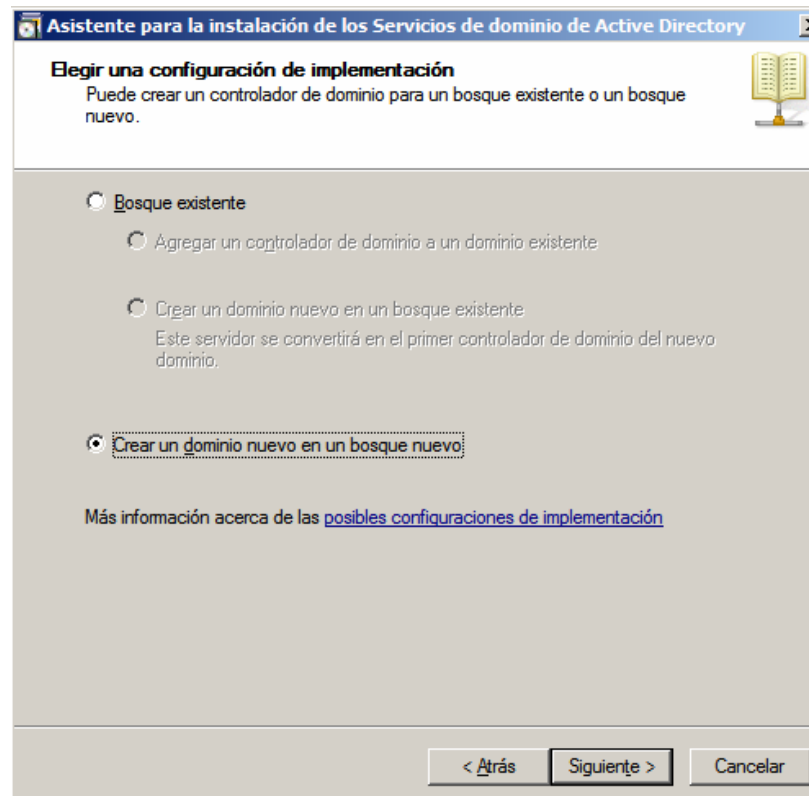 Asistente para la instalación de los Servicios de dominio de Active Directory
Elegir una configuración de implementación
Puede crear un controlador de dominio para un bosque existente o un bosque
nuevo.
Bosque existente
Agregar un controlador de dominio a un dominio existente
Crear un dominio nuevo en un bosque existente
Este servidor se convertirá en el primer controlador de dominio del nuevo
dominio.
Crear un dominio nuevo en un bosque nuevo
Más información acerca de las posibles configuraciones de implementación
< Atrás Siguiente > Cancelar